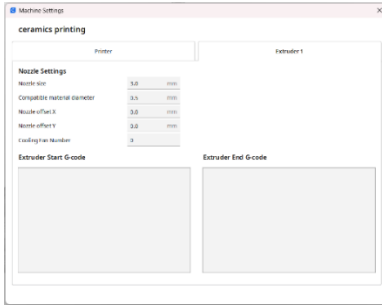 Machine Settings
ceramics printing
Printer
Extruder 1
Nozzle Settings
Nozzle size
3.0 mm
Compatible material diameter
0.5 mm
Nozzle offset X
0.0 mm
Nozzle offset Y
0.0 mm
Cooling Fan Number
0
Extruder Start G-code
Extruder End G-code